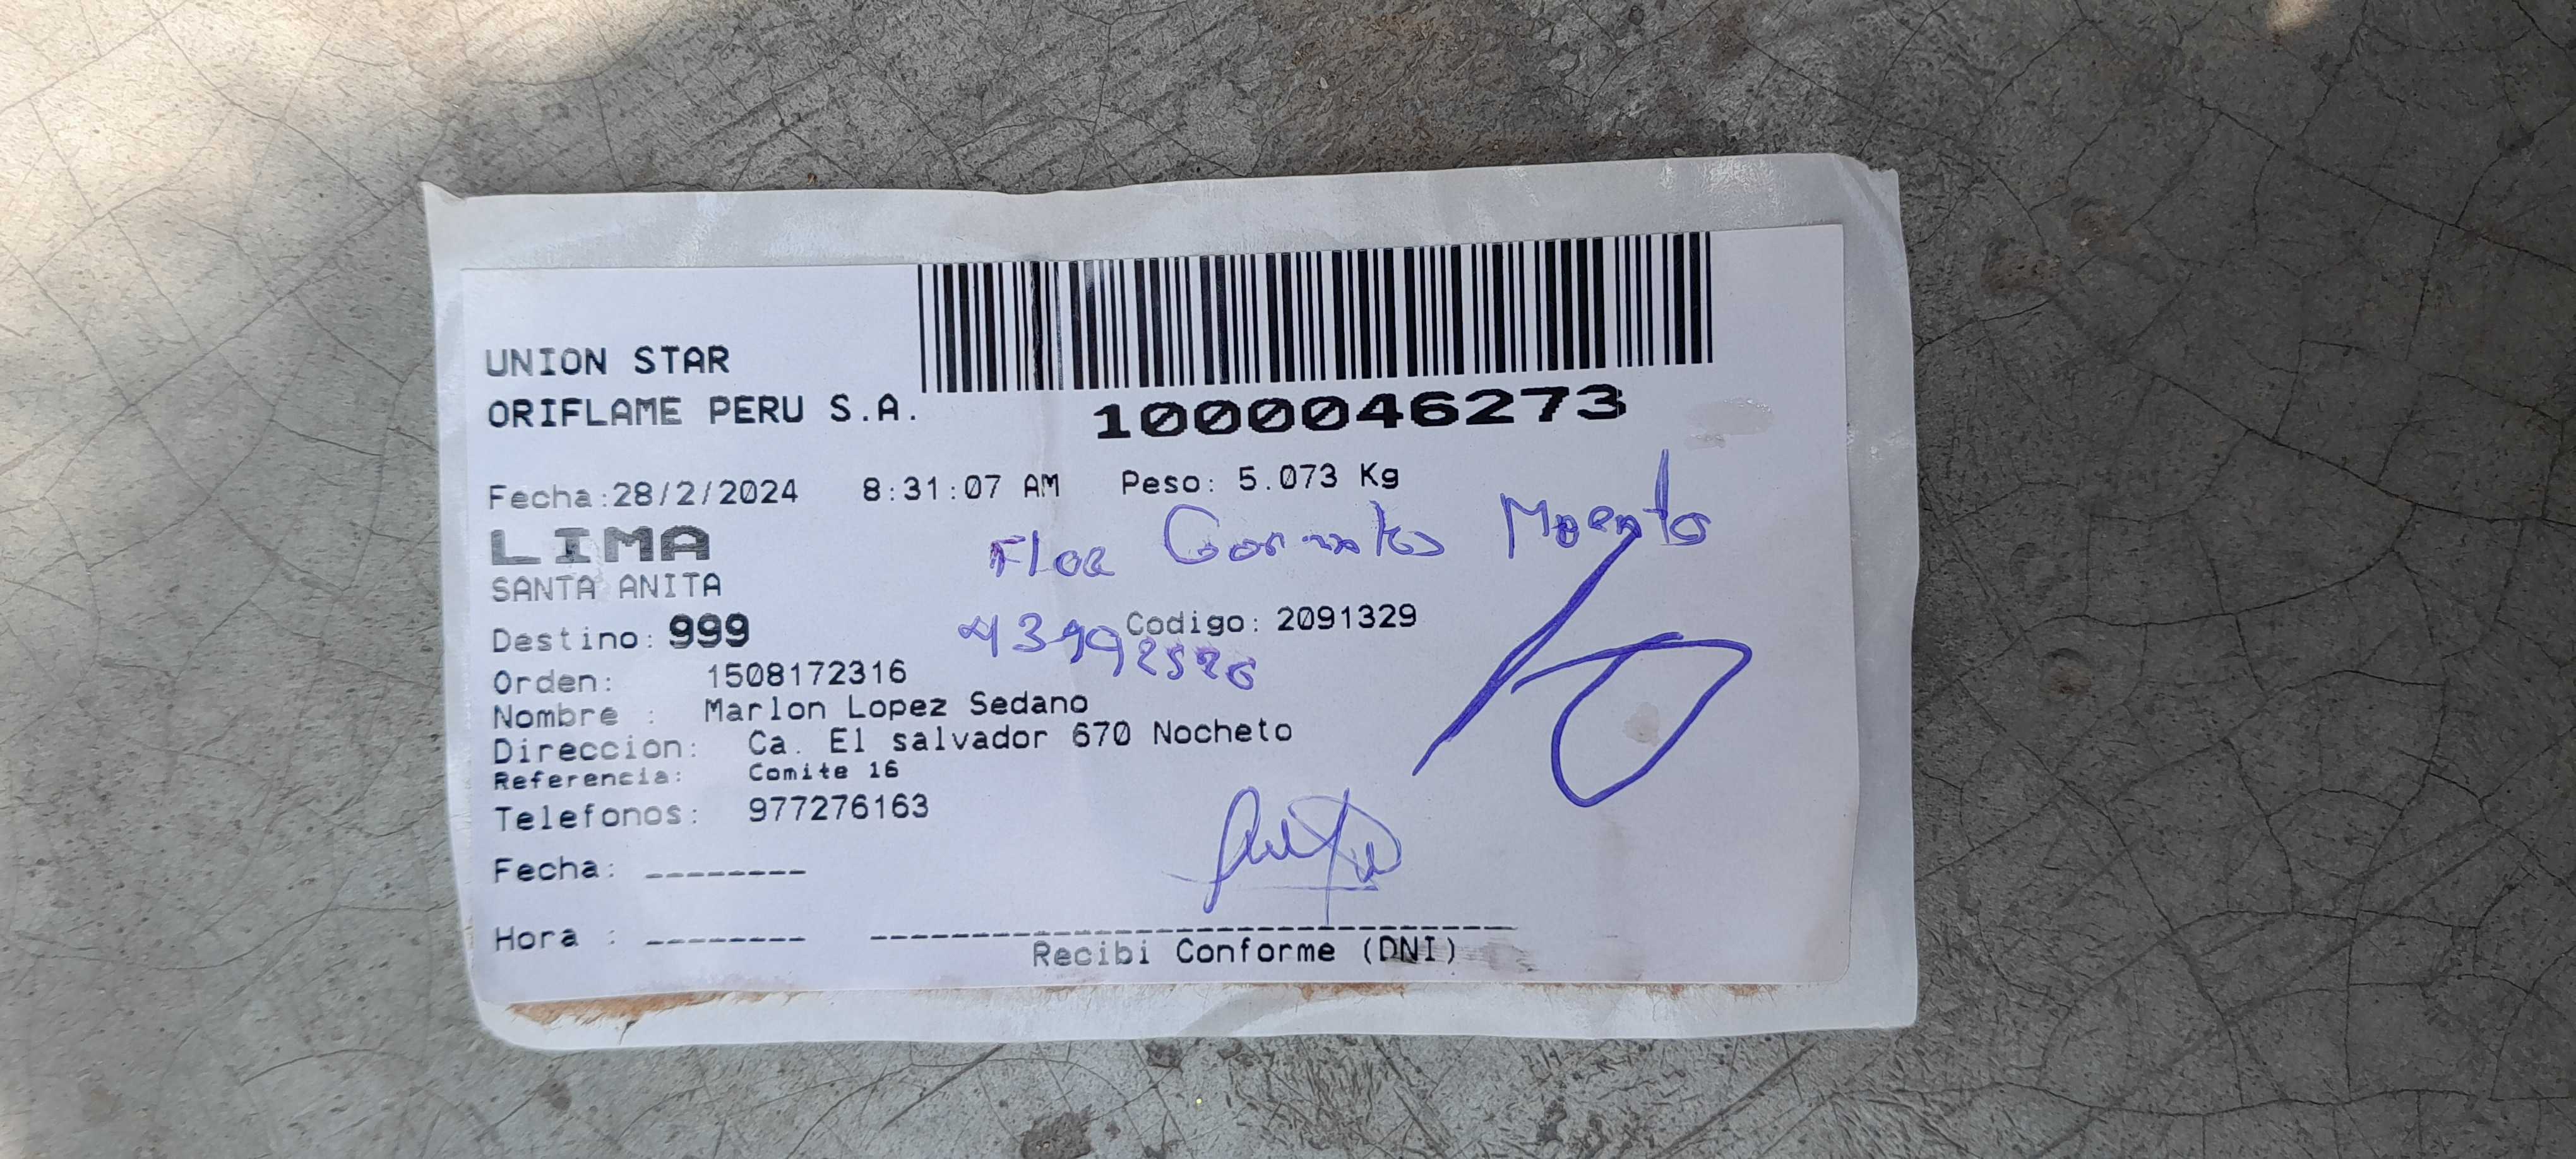 UNION STAR
ORIFLAME PERU S.A.
1000046273
Fecha:28/2/2024 8:31:07 AM Peso: 5.073 Kg
LIMA
Flor
SANTA ANITA
Destino: 999 Codigo: 2091329
Orden: 1508172316
Nombre : Marlon Lopez Sedano
Direccion: Ca. El salvador 670 Nocheto
Referencia: Comite 16
Telefonos: 977276163
Fecha: --------
Hora : --------
Recibi Conforme (DNI)